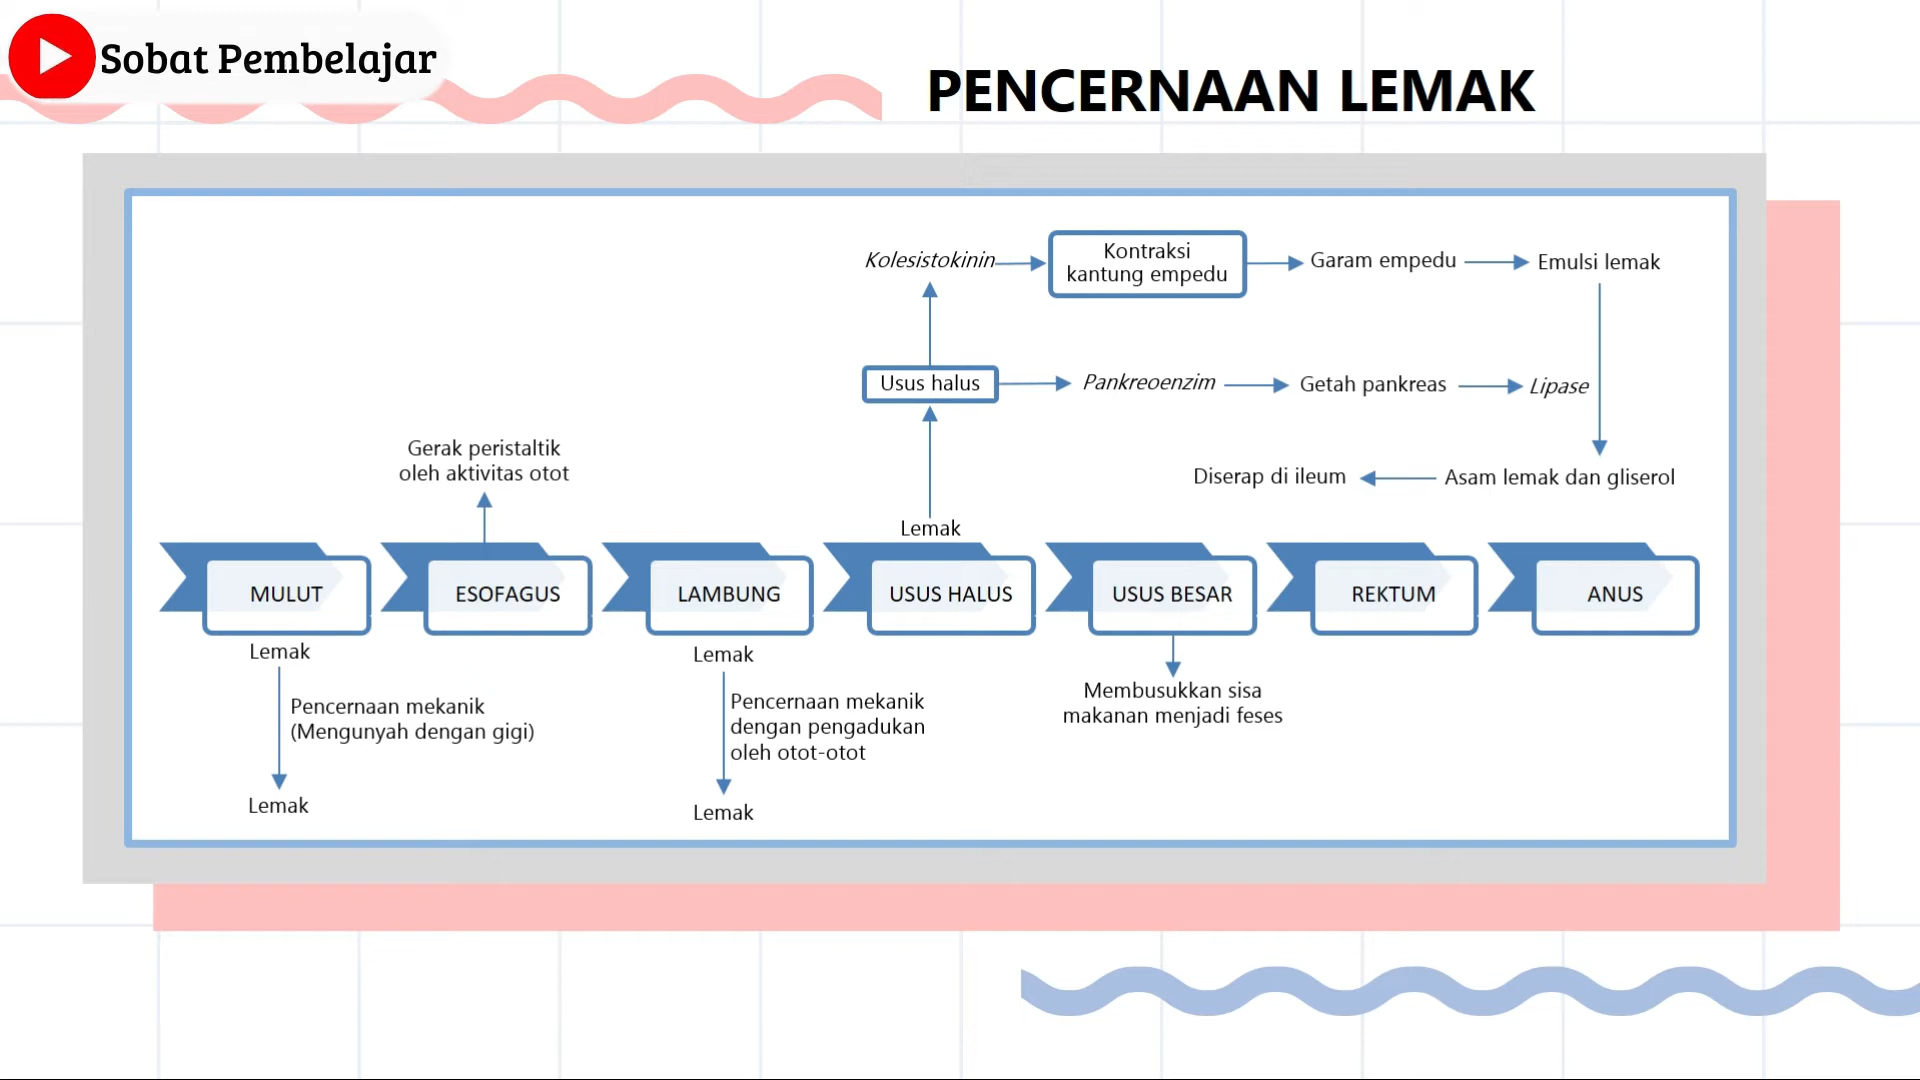 Sobat Pembelajar
PENCERNAAN LEMAK
Kolesistokinin
Kontraksi
kantung empedu
Garam empedu
Emulsi lemak
Usus halus
Pankreoenzim
Getah pankreas
Lipase
Gerak peristaltik
oleh aktivitas otot
Diserap di ileum
Asam lemak dan gliserol
Lemak
MULUT
ESOFAGUS
LAMBUNG
USUS HALUS
USUS BESAR
REKTUM
ANUS
Lemak
Pencernaan mekanik
(Mengunyah dengan gigi)
Lemak
Lemak
Pencernaan mekanik
dengan pengadukan
oleh otot-otot
Lemak
Membusukkan sisa
makanan menjadi feses